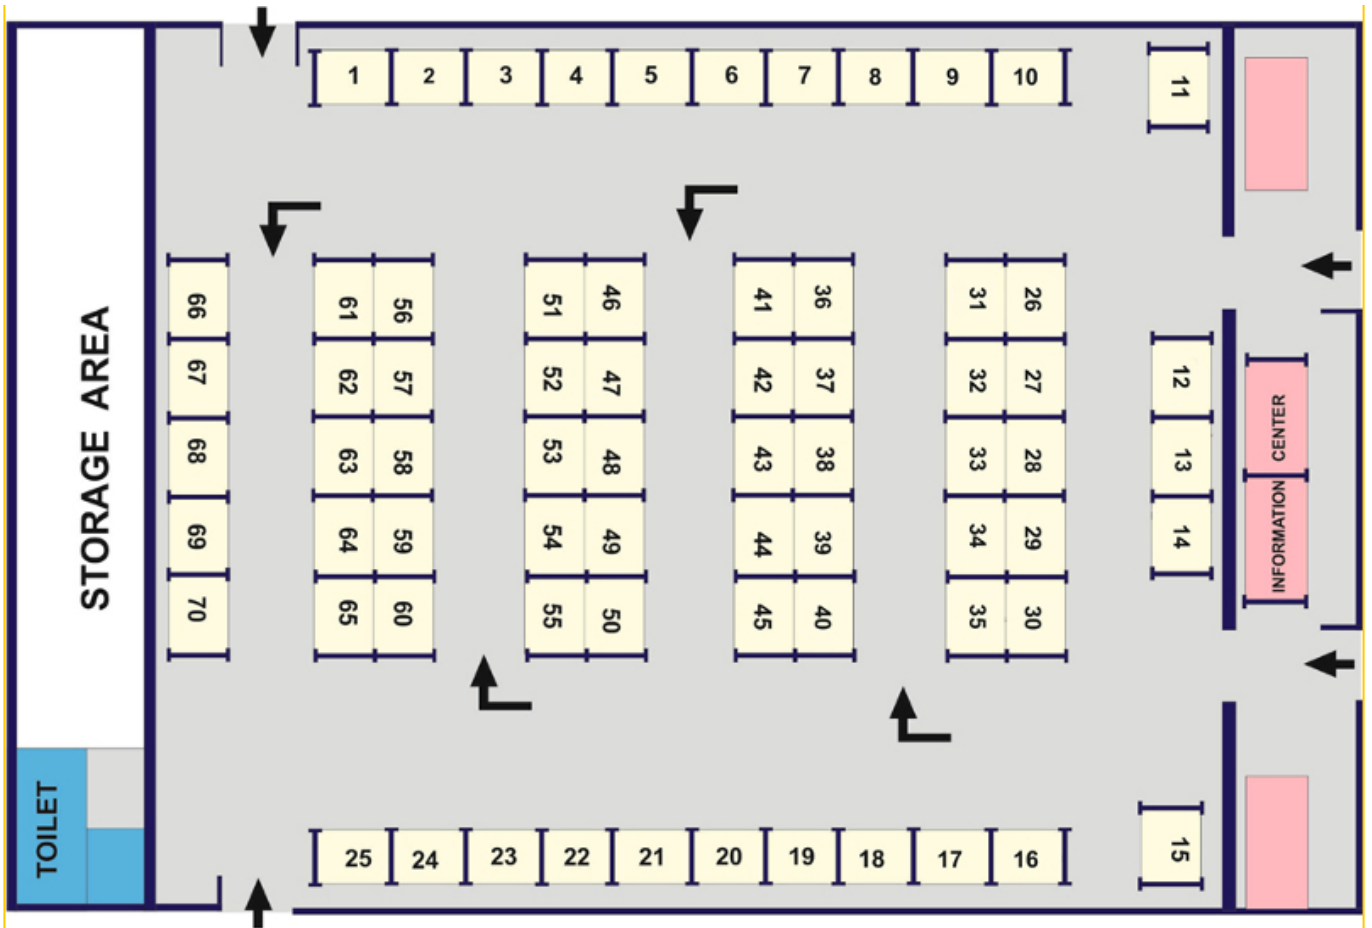 1 2 3 4 5 6 7 8 9 10 11
66 61 56 51 46 41 36 31 26
67 62 57 52 47 42 37 32 27 12
68 63 58 53 48 43 38 33 28 13
69 64 59 54 49 44 39 34 29 14
70 65 60 55 50 45 40 35 30
STORAGE AREA
INFORMATION CENTER
TOILET
25 24 23 22 21 20 19 18 17 16 15